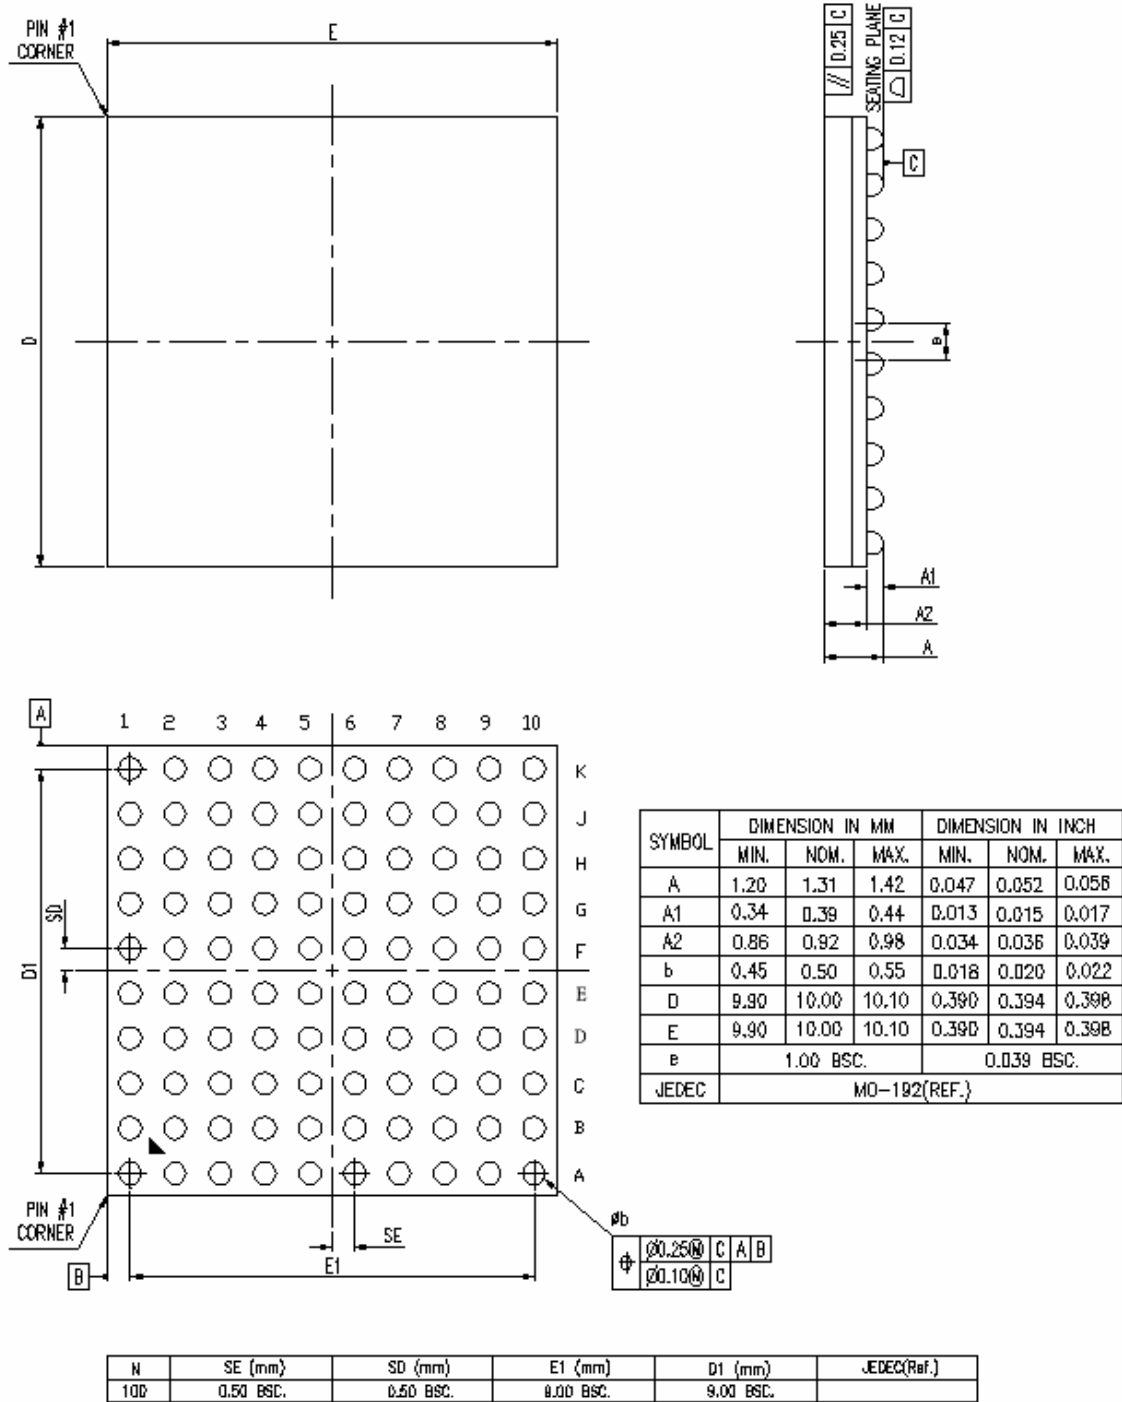 PIN #1
CORNER
E
D
// 0.25 C
SEATING PLANE
0.12 C
C
e
A1
A2
A
A
1 2 3 4 5 6 7 8 9 10
K
J
H
G
F
E
D
C
B
A
SD
D1
PIN #1
CORNER
SE
E1
B
Øb
Ø0.25Ⓜ C A B
Ø0.10Ⓜ C
SYMBOL DIMENSION IN MM DIMENSION IN INCH
MIN. NOM. MAX. MIN. NOM. MAX.
A 1.20 1.31 1.42 0.047 0.052 0.056
A1 0.34 0.39 0.44 0.013 0.015 0.017
A2 0.86 0.92 0.98 0.034 0.036 0.039
b 0.45 0.50 0.55 0.018 0.020 0.022
D 9.90 10.00 10.10 0.390 0.394 0.398
E 9.90 10.00 10.10 0.390 0.394 0.398
e 1.00 BSC. 0.039 BSC.
JEDEC MO-192(REF.)
N SE (mm) SD (mm) E1 (mm) D1 (mm) JEDEC(Ref.)
100 0.50 BSC. 0.50 BSC. 9.00 BSC. 9.00 BSC.